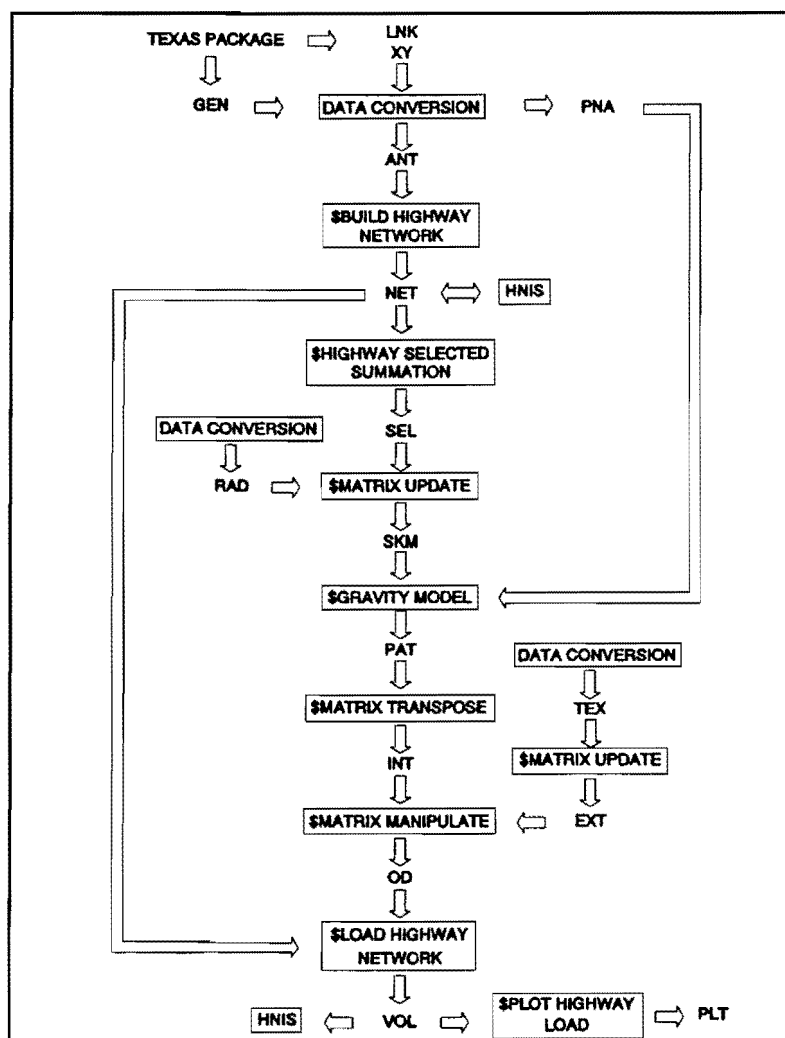 TEXAS PACKAGE
LNK
XY
GEN
DATA CONVERSION
PNA
ANT
$BUILD HIGHWAY
NETWORK
NET
HNIS
$HIGHWAY SELECTED
SUMMATION
DATA CONVERSION
SEL
RAD
$MATRIX UPDATE
SKM
$GRAVITY MODEL
PAT
DATA CONVERSION
$MATRIX TRANSPOSE
TEX
INT
$MATRIX UPDATE
$MATRIX MANIPULATE
EXT
OD
$LOAD HIGHWAY
NETWORK
HNIS
VOL
$PLOT HIGHWAY
LOAD
PLT